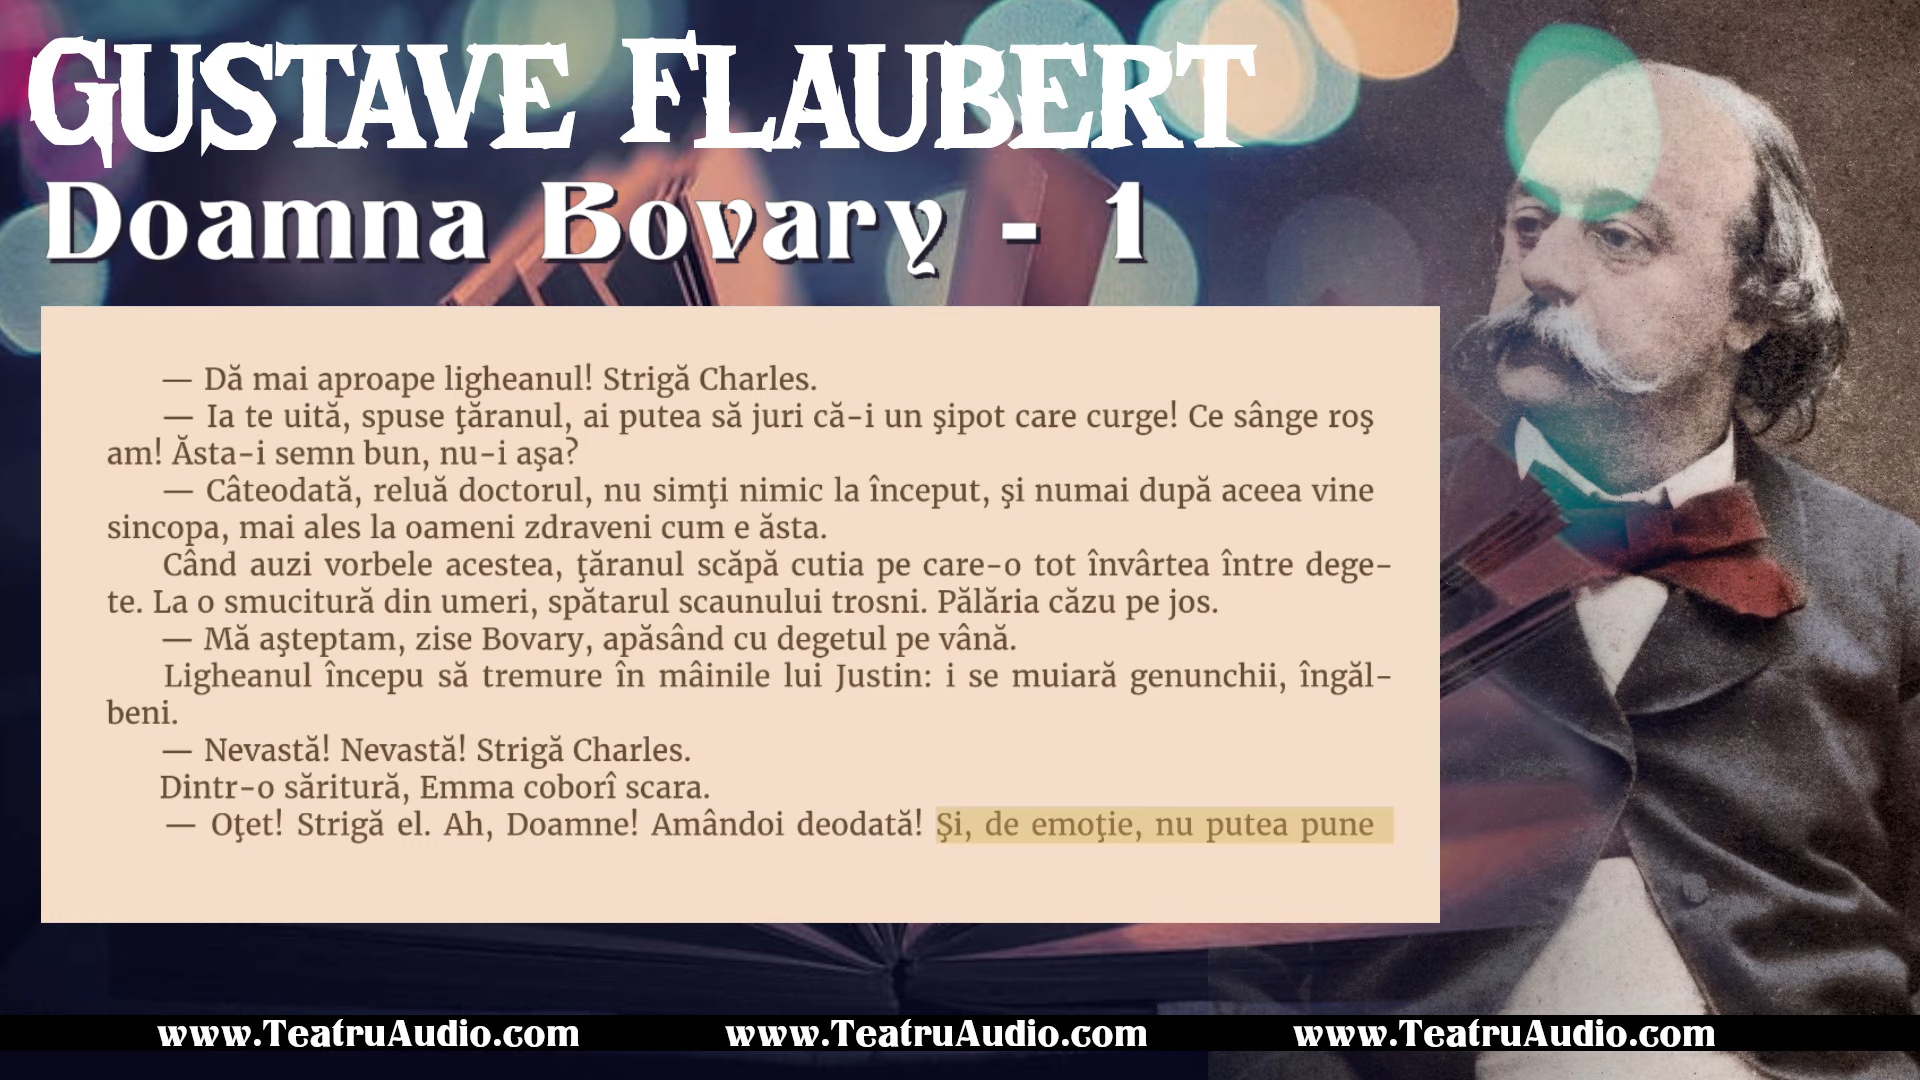 GUSTAVE FLAUBERT
Doamna Bovary - 1
— Dă mai aproape ligheanul! Strigă Charles.
— Ia te uită, spuse ţăranul, ai putea să juri că-i un şipot care curge! Ce sânge roş
am! Ăsta-i semn bun, nu-i aşa?
— Câteodată, reluă doctorul, nu simţi nimic la început, şi numai după aceea vine
sincopa, mai ales la oameni zdraveni cum e ăsta.
Când auzi vorbele acestea, ţăranul scăpă cutia pe care-o tot învârtea între dege-
te. La o smucitură din umeri, spătarul scaunului trosni. Pălăria căzu pe jos.
— Mă aşteptam, zise Bovary, apăsând cu degetul pe vână.
Ligheanul începu să tremure în mâinile lui Justin: i se muiară genunchii, îngăl-
beni.
— Nevastă! Nevastă! Strigă Charles.
Dintr-o săritură, Emma coborî scara.
— Oţet! Strigă el. Ah, Doamne! Amândoi deodată! Şi, de emoţie, nu putea pune
www.TeatruAudio.com www.TeatruAudio.com www.TeatruAudio.com